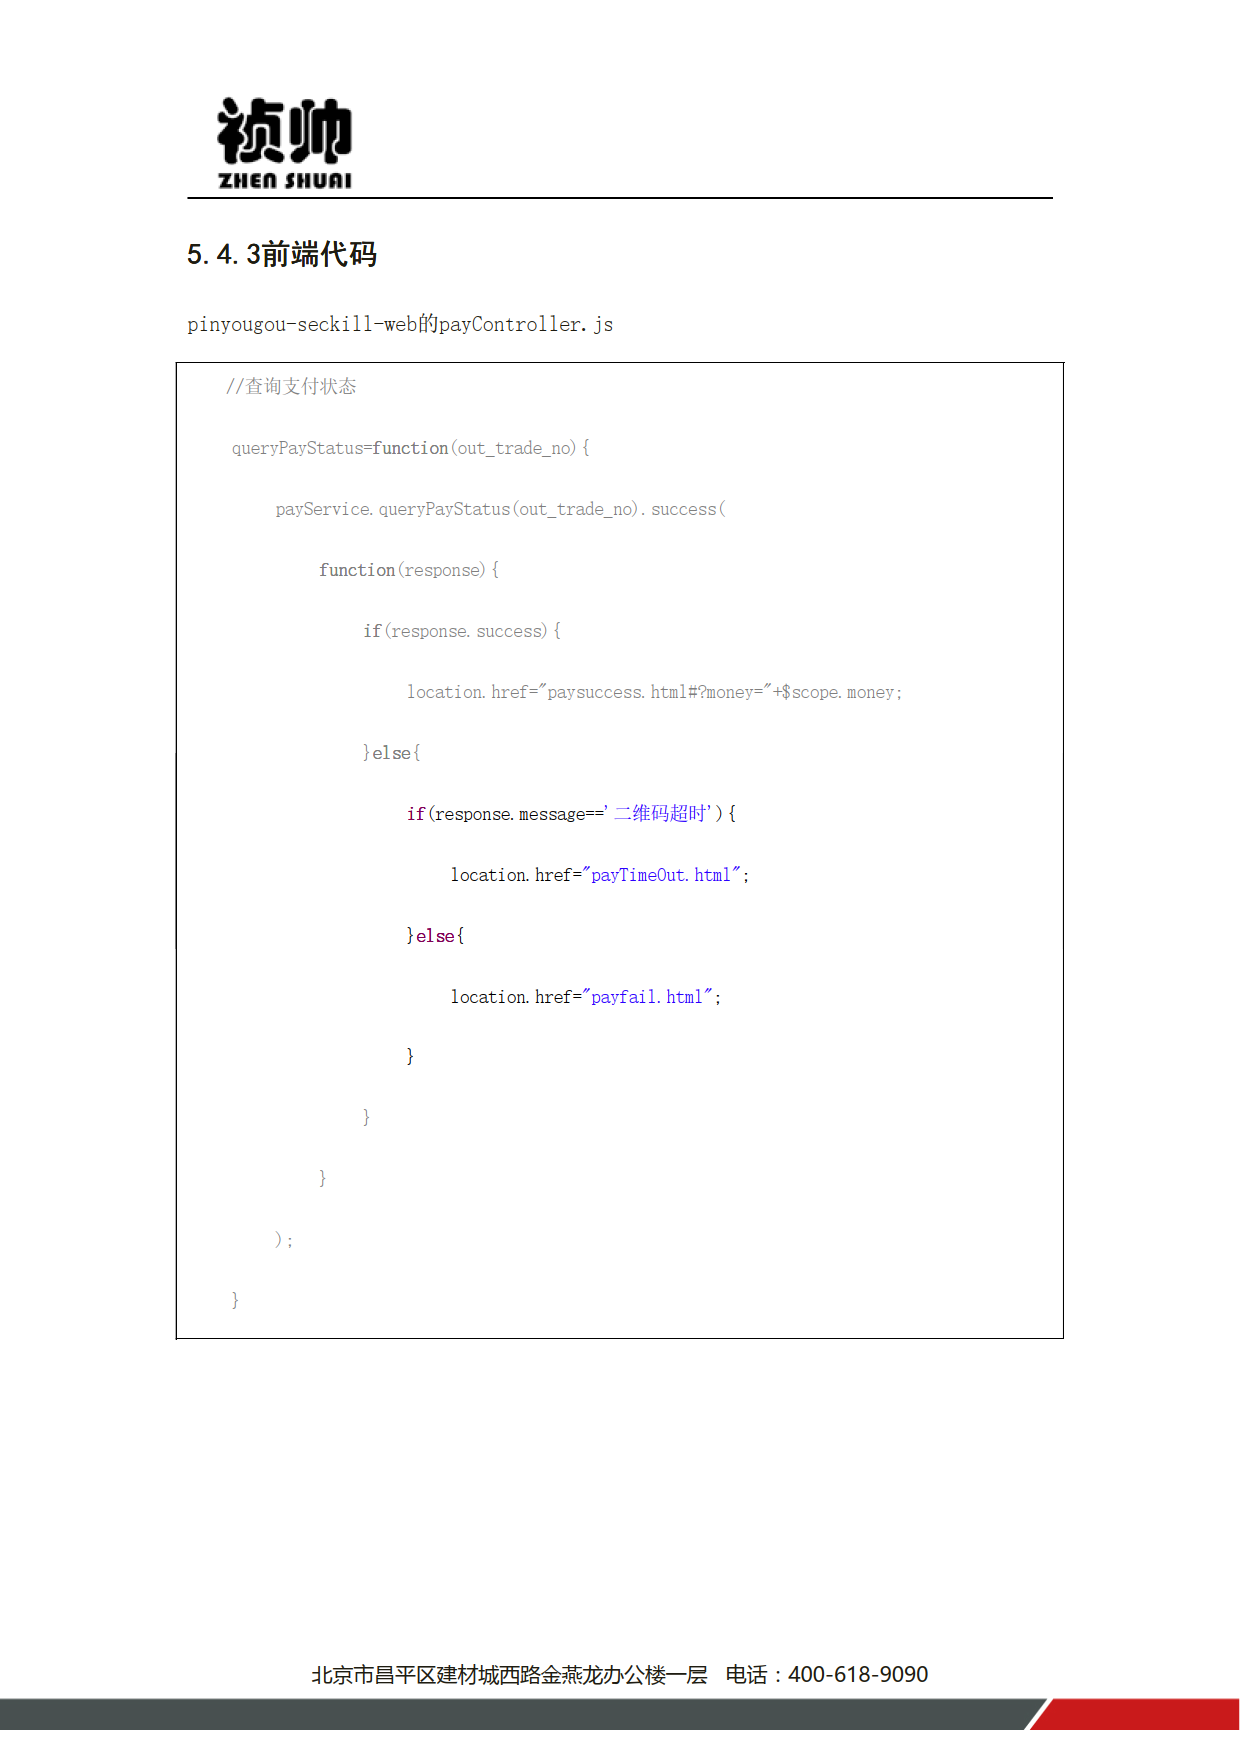 祯帅
ZHEN SHUAI
5.4.3前端代码
pinyougou-seckill-web的payController.js
//查询支付状态
queryPayStatus=function(out_trade_no){
payService.queryPayStatus(out_trade_no).success(
function(response){
if(response.success){
location.href="paysuccess.html#?money="+$scope.money;
}else{
if(response.message=='二维码超时'){
location.href="payTimeOut.html";
}else{
location.href="payfail.html";
}
}
}
);
}
北京市昌平区建材城西路金燕龙办公楼一层 电话：400-618-9090